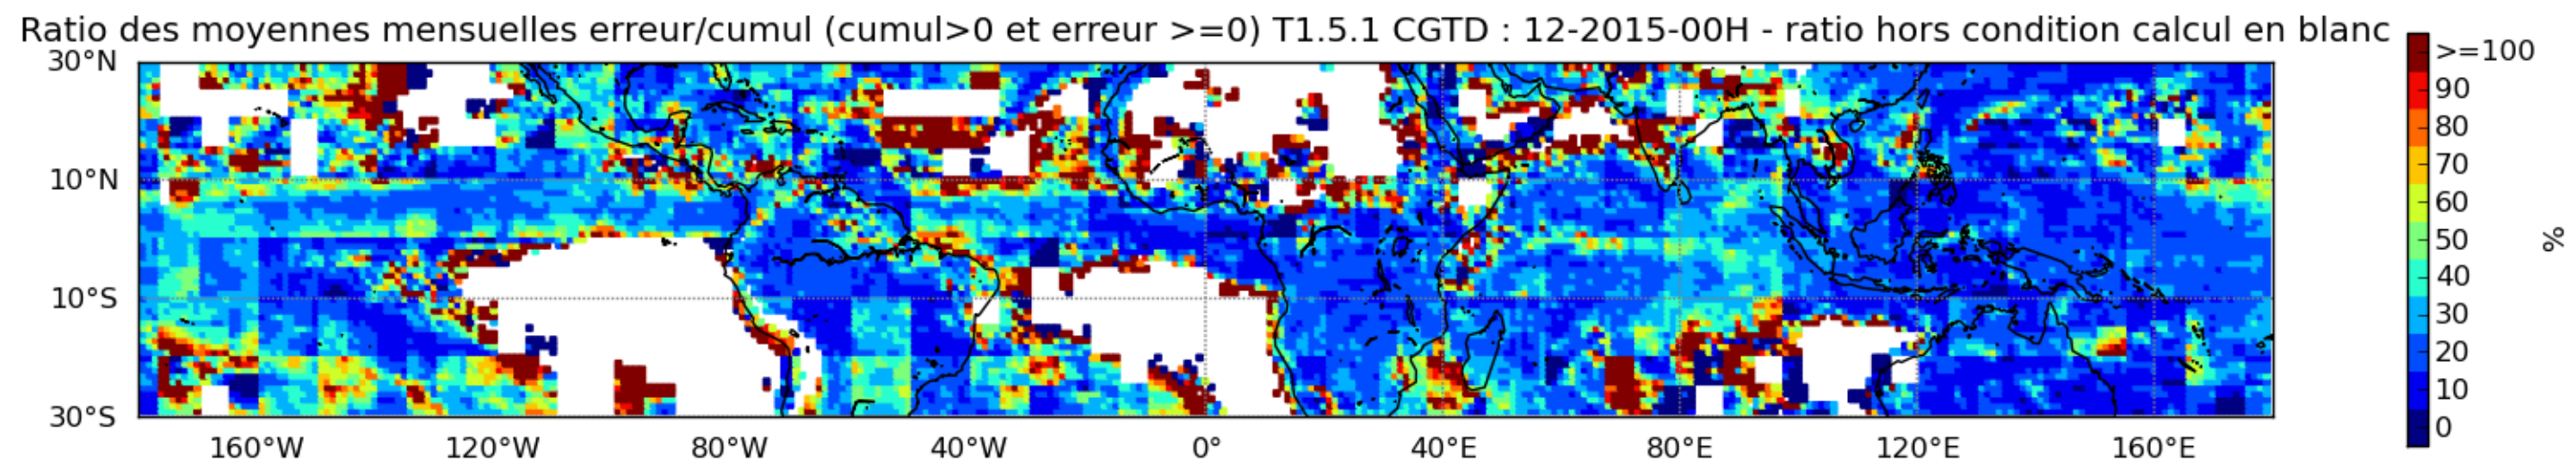 Ratio des moyennes mensuelles erreur/cumul (cumul>0 et erreur >=0) T1.5.1 CGTD : 12-2015-00H - ratio hors condition calcul en blanc
30°N
10°N
10°S
30°S
160°W 120°W 80°W 40°W 0° 40°E 80°E 120°E 160°E
>=100
90
80
70
60
50
40
30
20
10
0
%